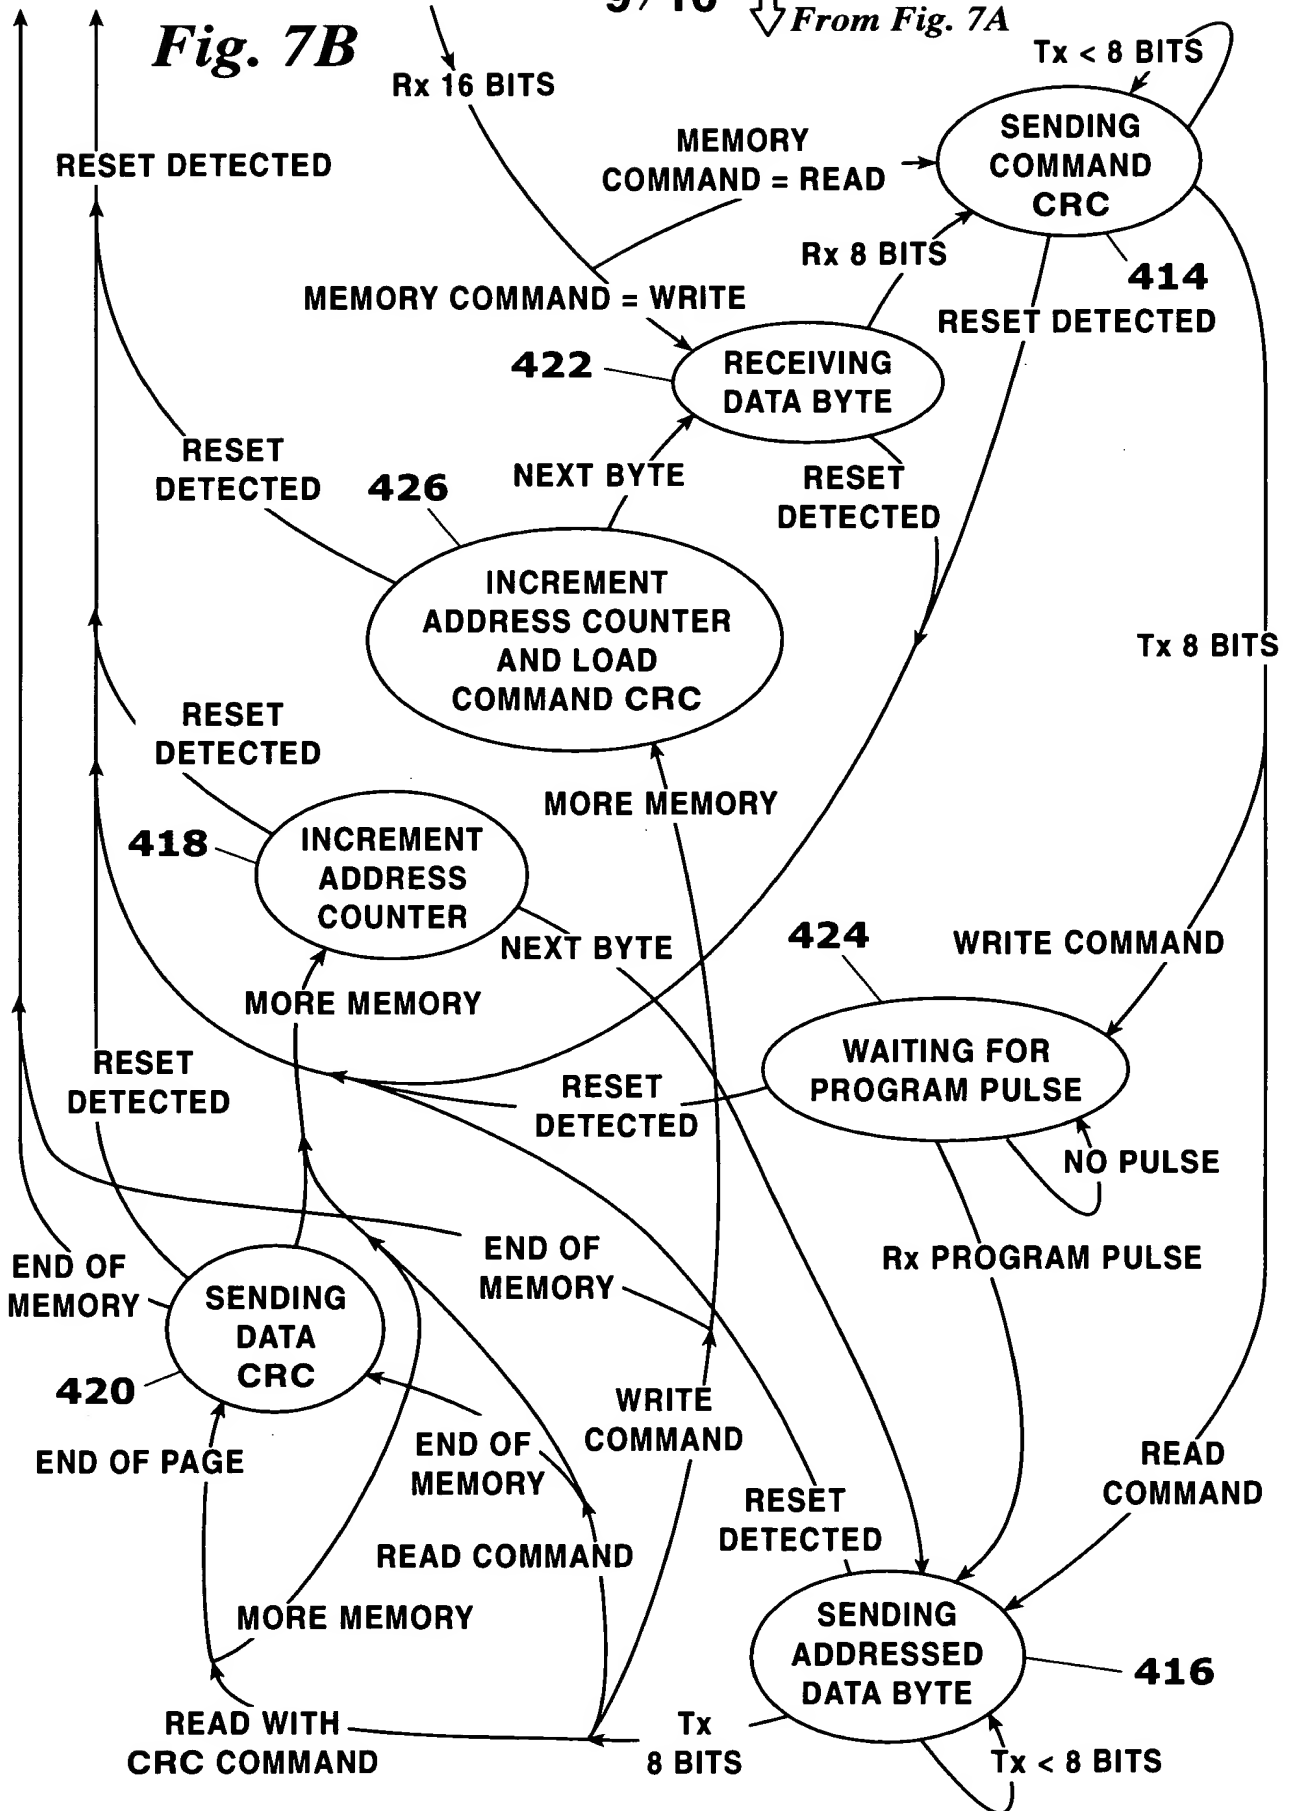 9/16
From Fig. 7A
Fig. 7B
Rx 16 BITS
Tx < 8 BITS
SENDING
COMMAND
CRC
MEMORY
COMMAND = READ
RESET DETECTED
Rx 8 BITS
414
MEMORY COMMAND = WRITE
RESET DETECTED
422
RECEIVING
DATA BYTE
RESET
DETECTED
426
NEXT BYTE
RESET
DETECTED
INCREMENT
ADDRESS COUNTER
AND LOAD
COMMAND CRC
Tx 8 BITS
RESET
DETECTED
MORE MEMORY
418
INCREMENT
ADDRESS
COUNTER
NEXT BYTE
424
WRITE COMMAND
MORE MEMORY
WAITING FOR
PROGRAM PULSE
RESET
DETECTED
RESET
DETECTED
NO PULSE
END OF
MEMORY
END OF
MEMORY
Rx PROGRAM PULSE
SENDING
DATA
CRC
420
WRITE
COMMAND
END OF PAGE
END OF
MEMORY
READ
COMMAND
RESET
DETECTED
READ COMMAND
MORE MEMORY
SENDING
ADDRESSED
DATA BYTE
416
READ WITH
CRC COMMAND
Tx
8 BITS
Tx < 8 BITS